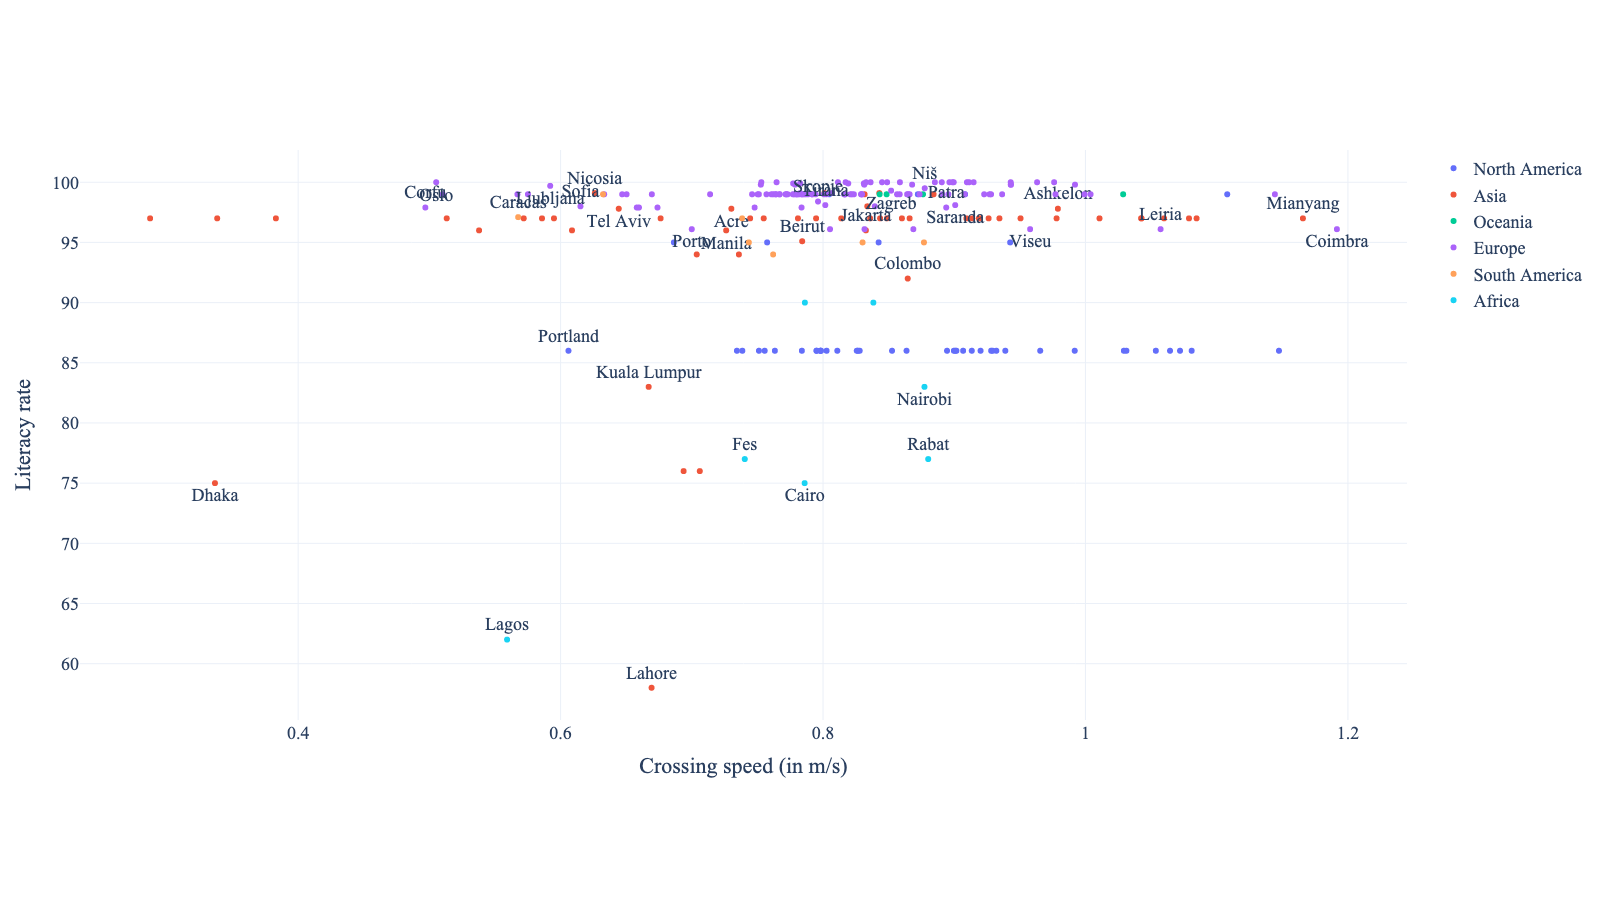 100
95
90
85
80
75
70
65
60
0.4
0.6
0.8
1
1.2
Literacy rate
Crossing speed (in m/s)
North America
Asia
Oceania
Europe
South America
Africa
Niš
Nicosia
Corfu
Oslo
Sofia
Ljubljana
Caracas
Skopje
Patra
Ashkelon
Zagreb
Mianyang
Tel Aviv
Acre
Jakarta
Saranda
Leiria
Beirut
Porto
Manila
Viseu
Coimbra
Colombo
Portland
Kuala Lumpur
Nairobi
Fes
Rabat
Dhaka
Cairo
Lagos
Lahore